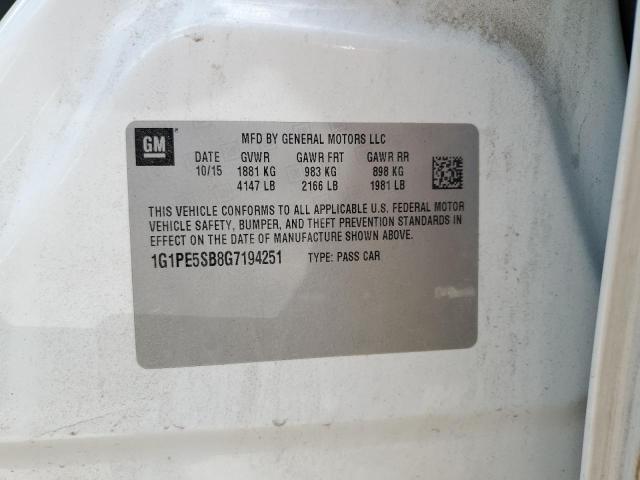 GM
MFD BY GENERAL MOTORS LLC
DATE GVWR GAWR FRT GAWR RR
10/15 1881 KG 983 KG 898 KG
4147 LB 2166 LB 1981 LB
THIS VEHICLE CONFORMS TO ALL APPLICABLE U.S. FEDERAL MOTOR
VEHICLE SAFETY, BUMPER, AND THEFT PREVENTION STANDARDS IN
EFFECT ON THE DATE OF MANUFACTURE SHOWN ABOVE.
1G1PE5SB8G7194251 TYPE: PASS CAR